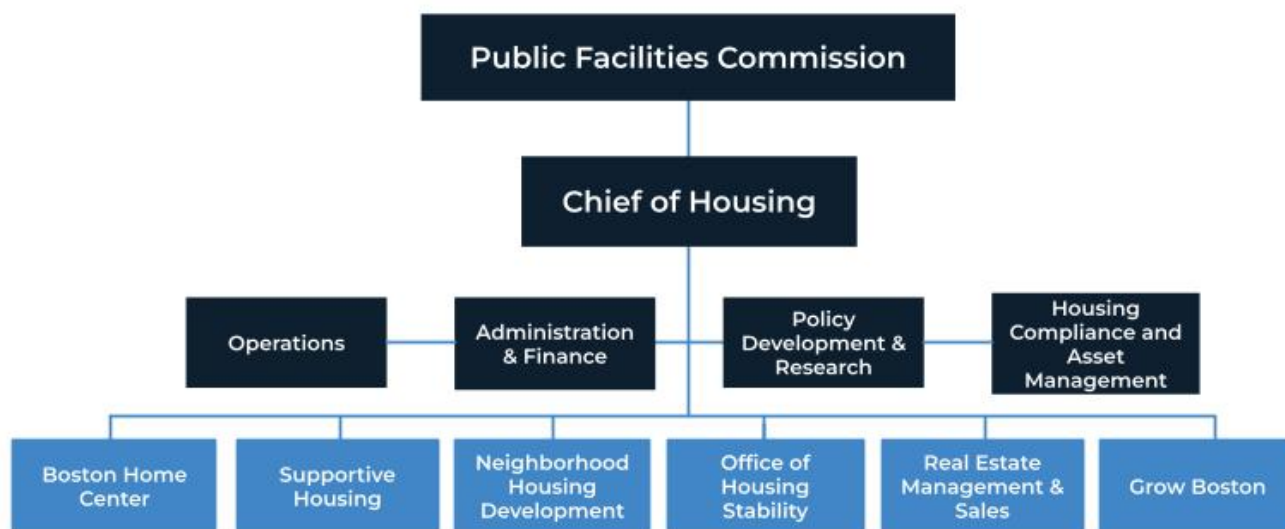 Public Facilities Commission
Chief of Housing
Operations
Administration
& Finance
Policy
Development &
Research
Housing
Compliance and
Asset
Management
Boston Home
Center
Supportive
Housing
Neighborhood
Housing
Development
Office of
Housing
Stability
Real Estate
Management &
Sales
Grow Boston